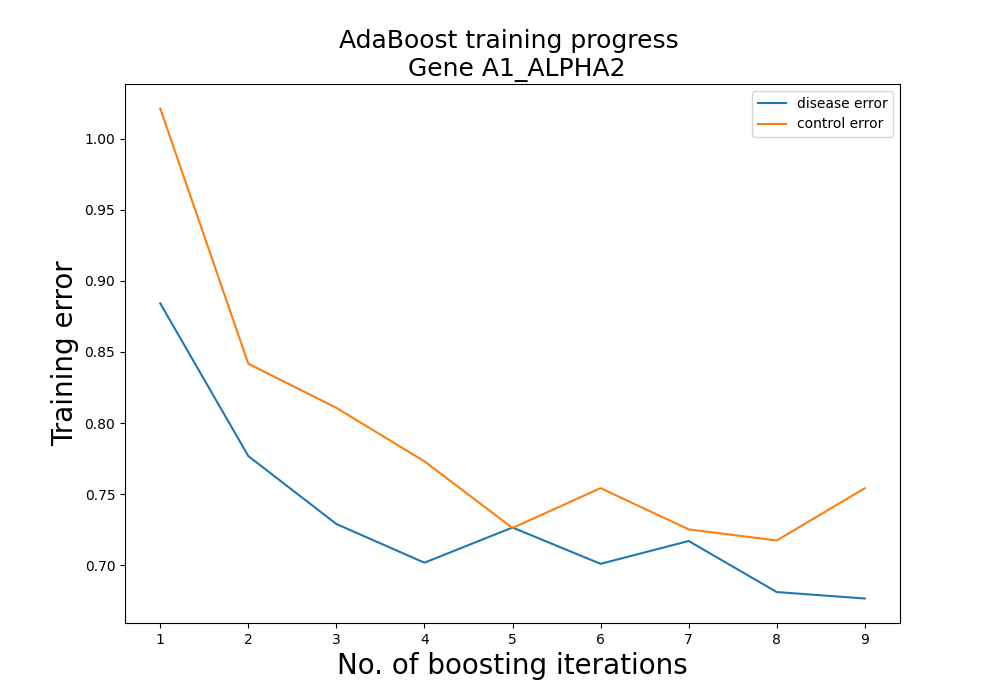 AdaBoost training progress
Gene A1_ALPHA2
disease error
control error
Training error
1.00
0.95
0.90
0.85
0.80
0.75
0.70
1 2 3 4 5 6 7 8 9
No. of boosting iterations